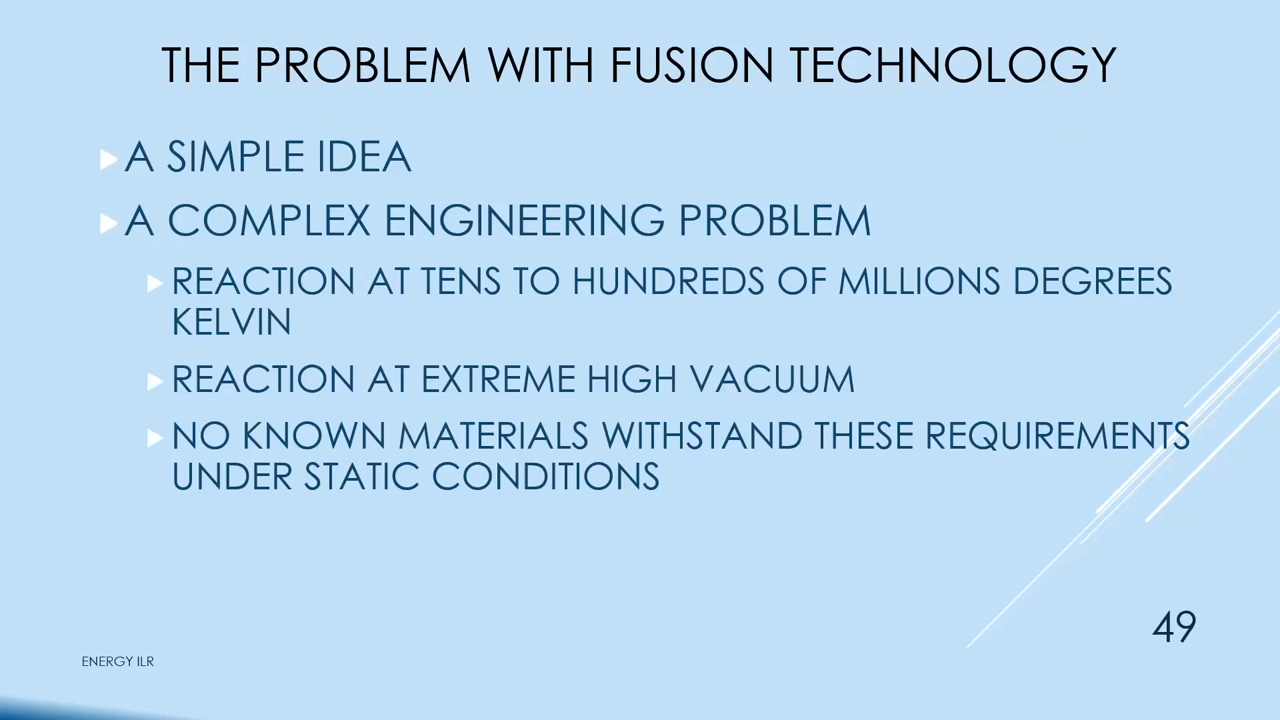 THE PROBLEM WITH FUSION TECHNOLOGY
A SIMPLE IDEA
A COMPLEX ENGINEERING PROBLEM
REACTION AT TENS TO HUNDREDS OF MILLIONS DEGREES
KELVIN
REACTION AT EXTREME HIGH VACUUM
NO KNOWN MATERIALS WITHSTAND THESE REQUIREMENTS
UNDER STATIC CONDITIONS
49
ENERGY ILR